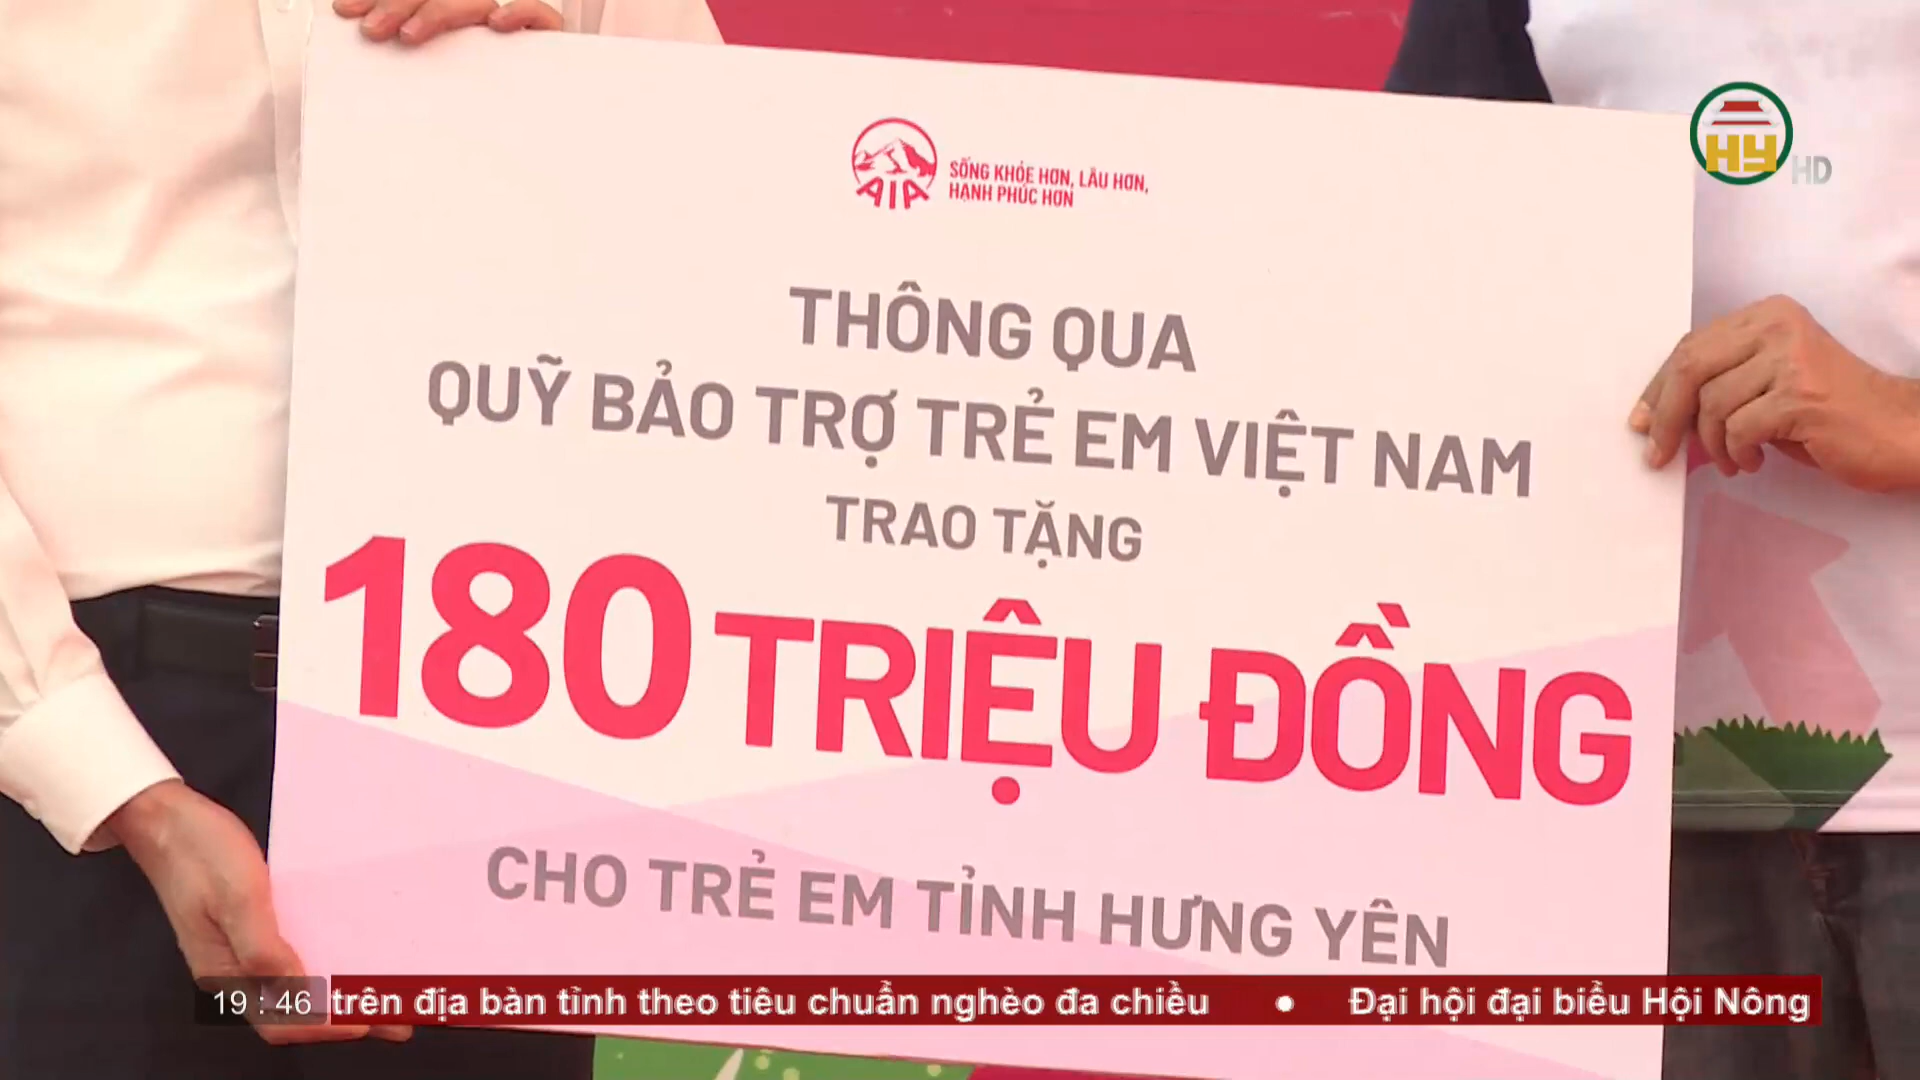 AIA
SỐNG KHỎE HƠN, LÂU HƠN,
HẠNH PHÚC HƠN
HY HD
THÔNG QUA
QUỸ BẢO TRỢ TRẺ EM VIỆT NAM
TRAO TẶNG
180 TRIỆU ĐỒNG
CHO TRẺ EM TỈNH HƯNG YÊN
19 : 46 trên địa bàn tỉnh theo tiêu chuẩn nghèo đa chiều • Đại hội đại biểu Hội Nông